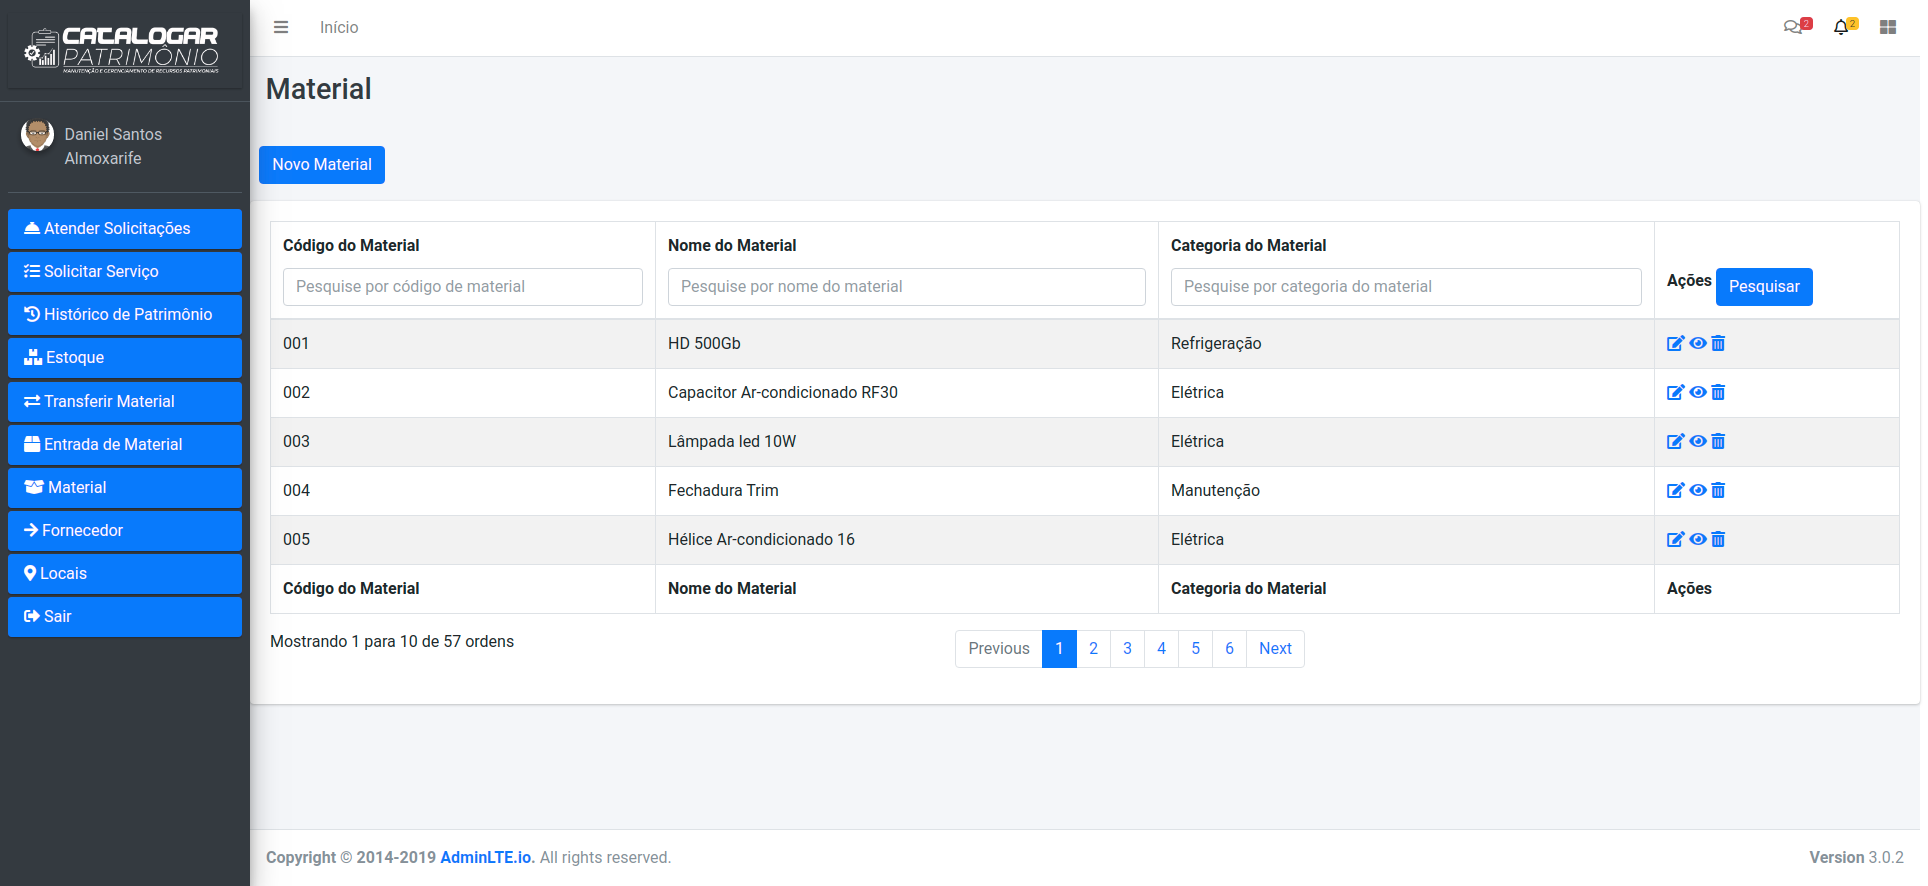 CATALOGAR
PATRIMÔNIO
MANUTENÇÃO E GERENCIAMENTO DE RECURSOS PATRIMONIAIS
Início
2
2
Daniel Santos
Almoxarife
Atender Solicitações
Solicitar Serviço
Histórico de Patrimônio
Estoque
Transferir Material
Entrada de Material
Material
Fornecedor
Locais
Sair
Material
Novo Material
Código do Material Nome do Material Categoria do Material
Pesquise por código de material Pesquise por nome do material Pesquise por categoria do material Ações Pesquisar
001 HD 500Gb Refrigeração
002 Capacitor Ar-condicionado RF30 Elétrica
003 Lâmpada led 10W Elétrica
004 Fechadura Trim Manutenção
005 Hélice Ar-condicionado 16 Elétrica
Código do Material Nome do Material Categoria do Material Ações
Mostrando 1 para 10 de 57 ordens Previous 1 2 3 4 5 6 Next
Copyright © 2014-2019 AdminLTE.io. All rights reserved. Version 3.0.2